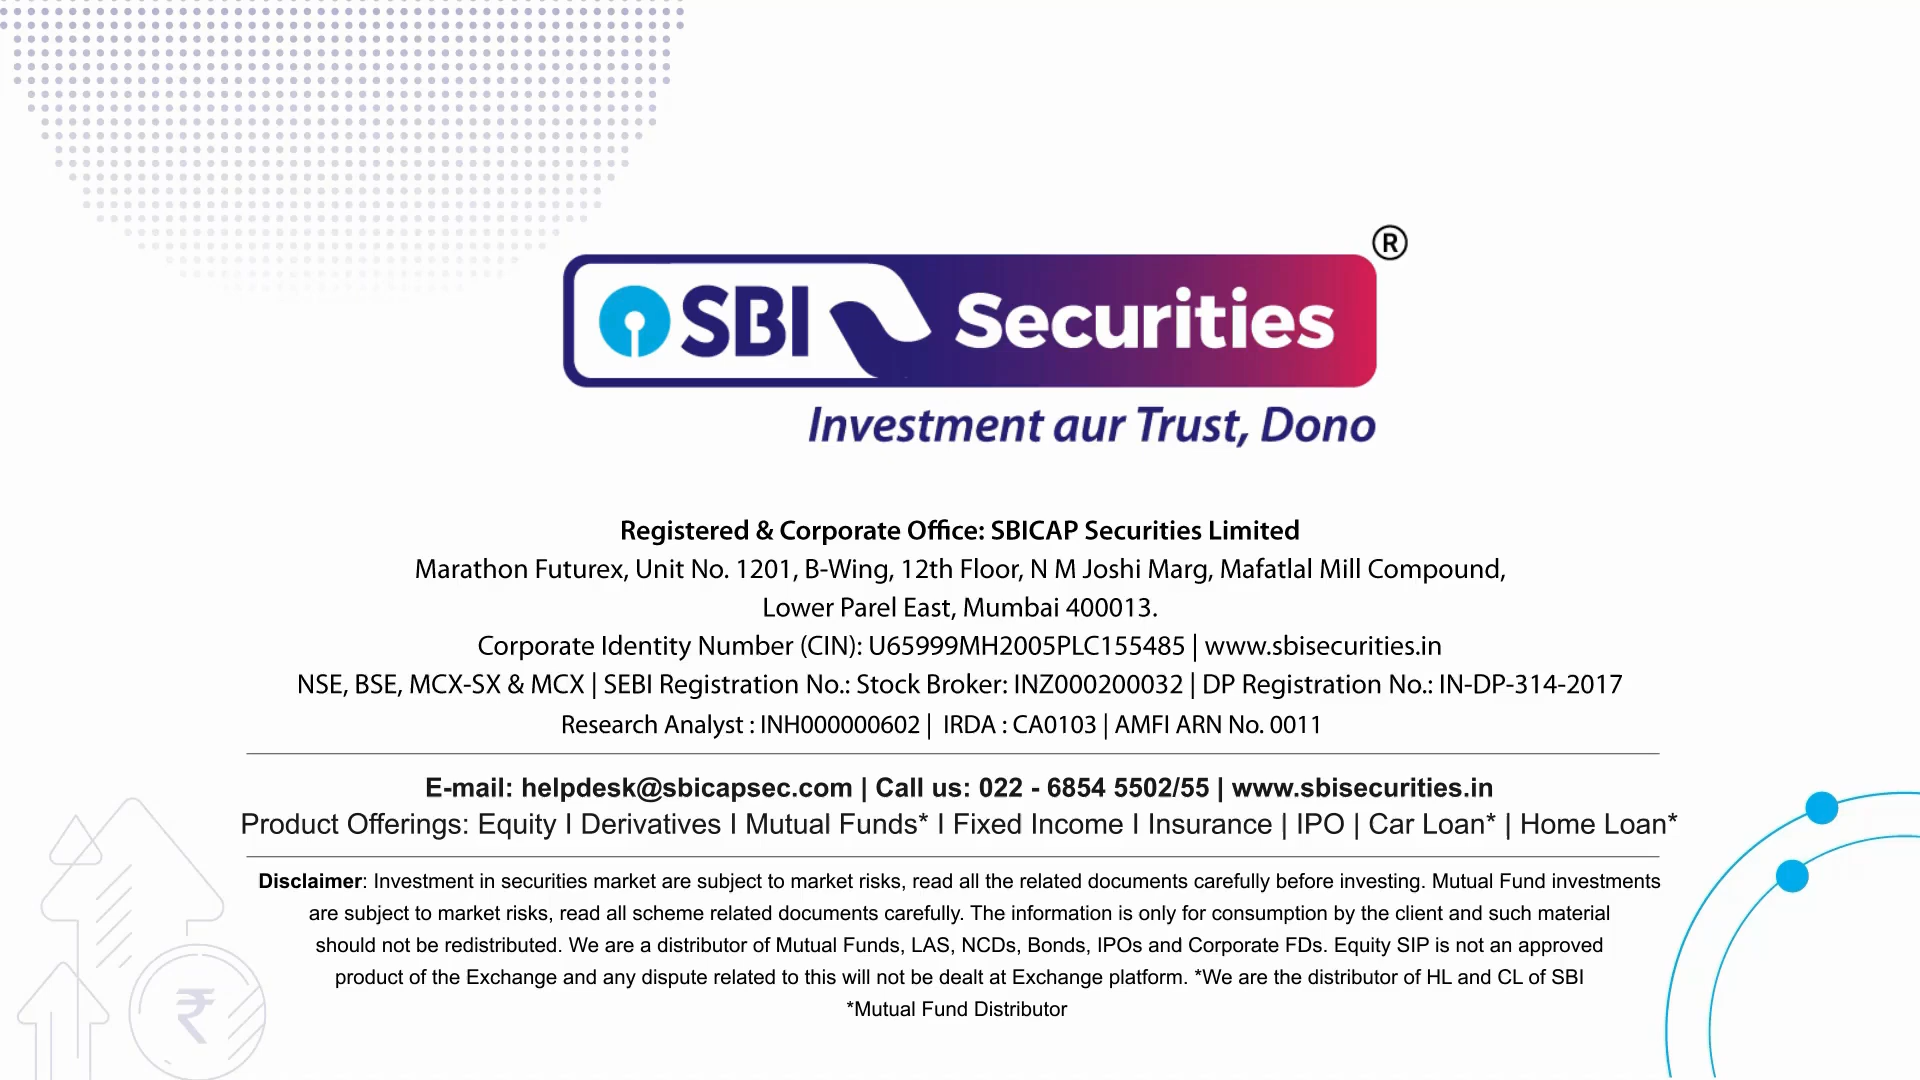 ®
SBI Securities
Investment aur Trust, Dono
Registered & Corporate Office: SBICAP Securities Limited
Marathon Futurex, Unit No. 1201, B-Wing, 12th Floor, N M Joshi Marg, Mafatlal Mill Compound,
Lower Parel East, Mumbai 400013.
Corporate Identity Number (CIN): U65999MH2005PLC155485 | www.sbisecurities.in
NSE, BSE, MCX-SX & MCX | SEBI Registration No.: Stock Broker: INZ000200032 | DP Registration No.: IN-DP-314-2017
Research Analyst : INH000000602 | IRDA : CA0103 | AMFI ARN No. 0011
E-mail: helpdesk@sbicapsec.com | Call us: 022 - 6854 5502/55 | www.sbisecurities.in
Product Offerings: Equity I Derivatives I Mutual Funds* I Fixed Income I Insurance | IPO | Car Loan* | Home Loan*
Disclaimer: Investment in securities market are subject to market risks, read all the related documents carefully before investing. Mutual Fund investments
are subject to market risks, read all scheme related documents carefully. The information is only for consumption by the client and such material
should not be redistributed. We are a distributor of Mutual Funds, LAS, NCDs, Bonds, IPOs and Corporate FDs. Equity SIP is not an approved
product of the Exchange and any dispute related to this will not be dealt at Exchange platform. *We are the distributor of HL and CL of SBI
*Mutual Fund Distributor
₹